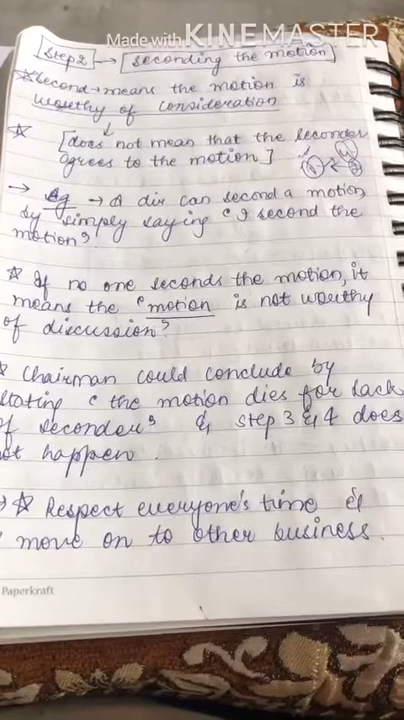 Made with KINEMASTER
Step 2 → Seconding the motion
☆ Second → means the motion is
worthy of consideration
☆ [does not mean that the seconder
agrees to the motion]
→ Eg → A dir can second a motion
by simply saying "I second the
motion"
☆ If no one seconds the motion, it
means the "motion is not worthy
of discussion"
☆ Chairman could conclude by
stating "the motion dies for lack
of seconder" & step 3 & 4 does
not happen.
→ ☆ Respect everyone's time &
move on to other business.
Paperkraft